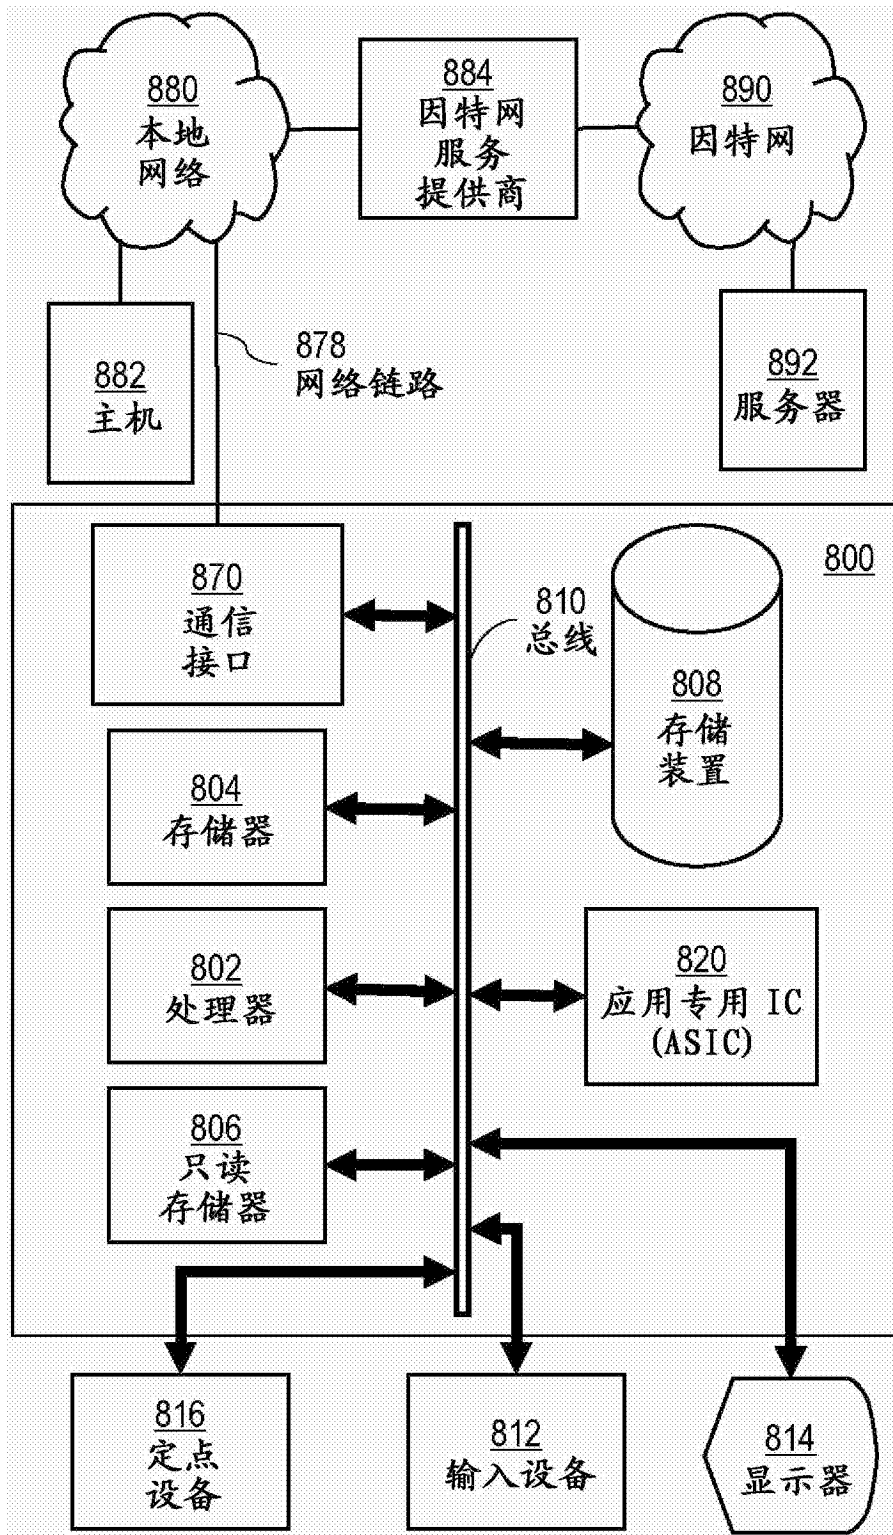 880
本地
网络
884
因特网
服务
提供商
890
因特网
882
主机
878
网络链路
892
服务器
800
870
通信
接口
810
总线
808
存储
装置
804
存储器
802
处理器
820
应用专用 IC
(ASIC)
806
只读
存储器
816
定点
设备
812
输入设备
814
显示器